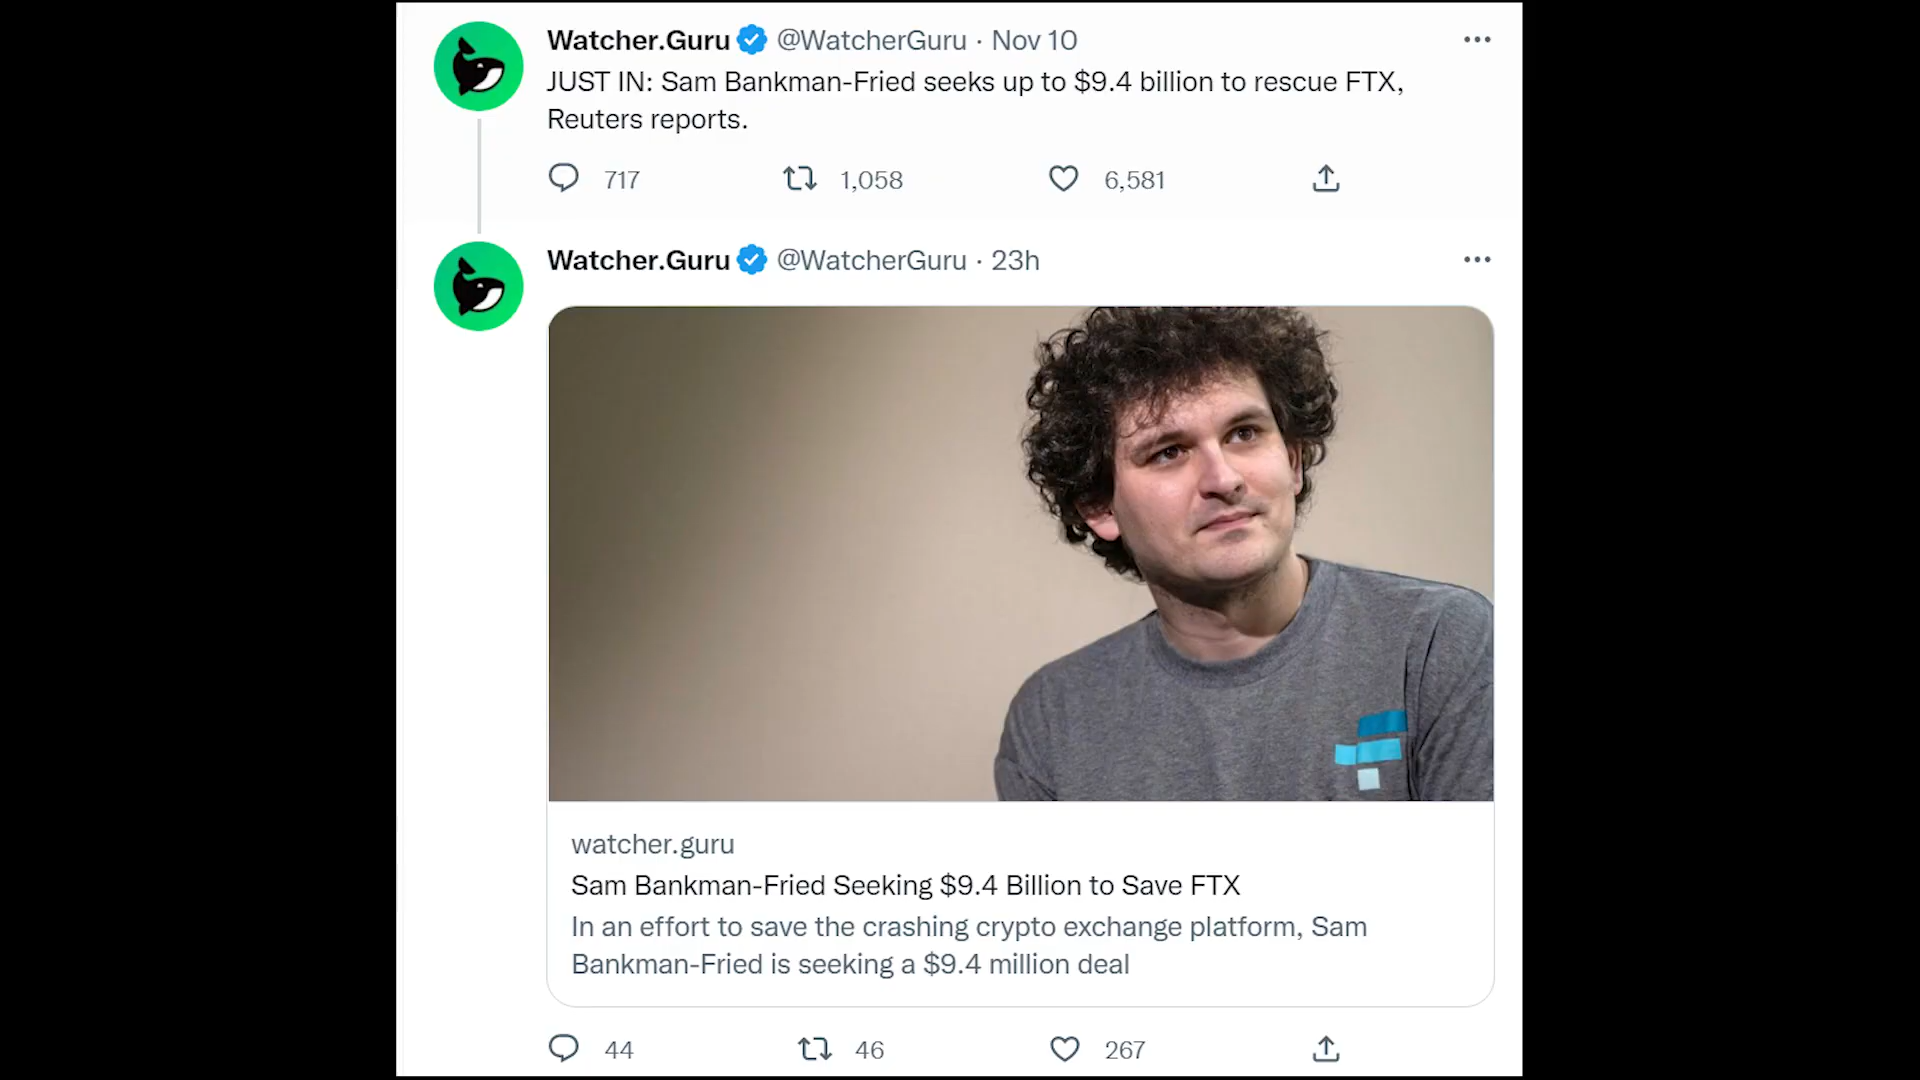 Watcher.Guru @WatcherGuru · Nov 10
JUST IN: Sam Bankman-Fried seeks up to $9.4 billion to rescue FTX,
Reuters reports.
717 1,058 6,581
Watcher.Guru @WatcherGuru · 23h
watcher.guru
Sam Bankman-Fried Seeking $9.4 Billion to Save FTX
In an effort to save the crashing crypto exchange platform, Sam
Bankman-Fried is seeking a $9.4 million deal
44 46 267